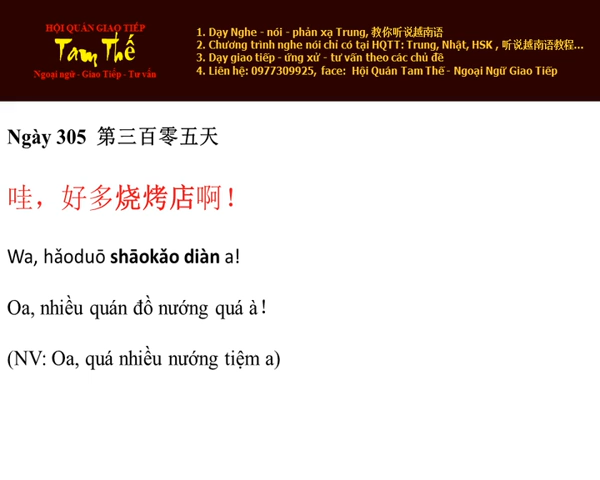 HỘI QUÁN GIAO TIẾP
Tam Thế
Ngoại ngữ - Giao Tiếp - Tư vấn
1. Dạy Nghe - nói - phản xạ Trung, 教你听说越南语
2. Chương trình nghe nói chỉ có tại HQTT: Trung, Nhật, HSK , 听说越南语教程...
3. Dạy giao tiếp - ứng xử - tư vấn theo các chủ đề
4. Liên hệ: 0977309925, face: Hội Quán Tam Thế - Ngoại Ngữ Giao Tiếp
Ngày 305 第三百零五天
哇，好多烧烤店啊！
Wa, hǎoduō shāokǎo diàn a!
Oa, nhiều quán đồ nướng quá à！
(NV: Oa, quá nhiều nướng tiệm a)